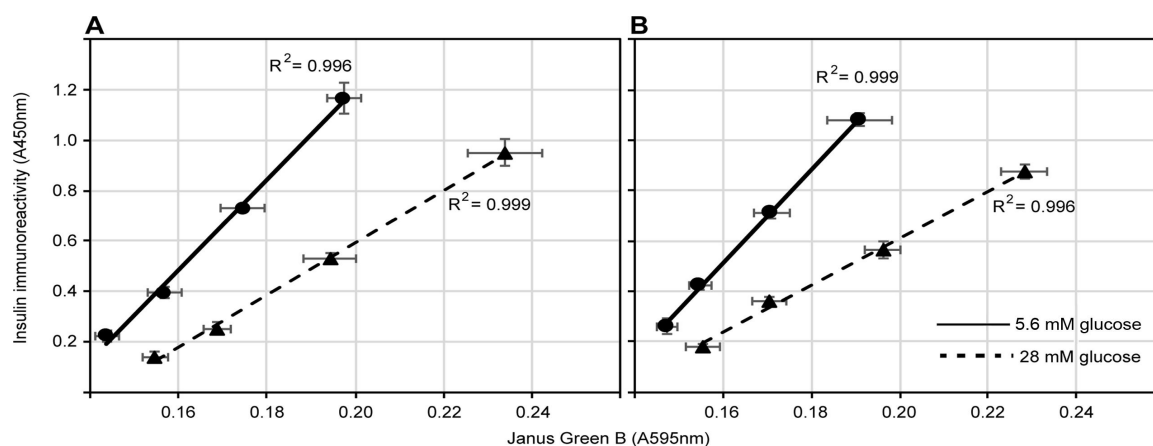 A
B
R2= 0.996
R2= 0.999
R2= 0.999
R2= 0.996
1.2
1.0
0.8
0.6
0.4
0.2
Insulin immunoreactivity (A450nm)
5.6 mM glucose
28 mM glucose
0.16 0.18 0.20 0.22 0.24
0.16 0.18 0.20 0.22 0.24
Janus Green B (A595nm)